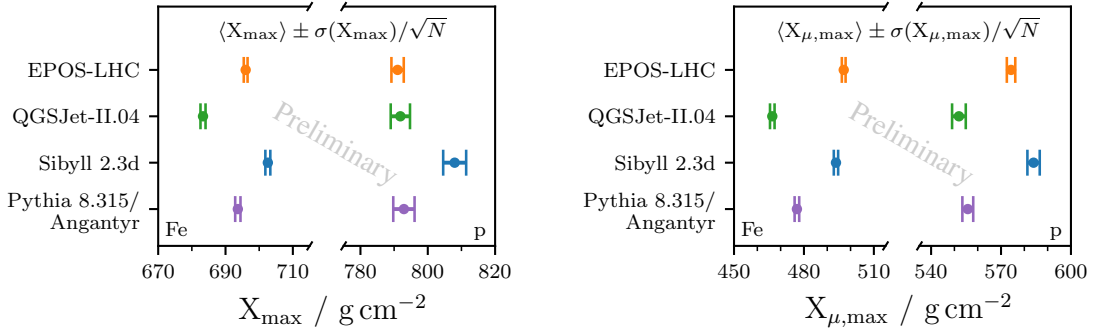 ⟨X_max⟩ ± σ(X_max)/√N
EPOS-LHC
QGSJet-II.04
Sibyll 2.3d
Pythia 8.315/
Angantyr
Preliminary
Fe
p
670
710
780
800
820
X_max / g cm⁻²
⟨X_μ,max⟩ ± σ(X_μ,max)/√N
EPOS-LHC
QGSJet-II.04
Sibyll 2.3d
Pythia 8.315/
Angantyr
Preliminary
Fe
p
450
480
510
540
570
600
X_μ,max / g cm⁻²